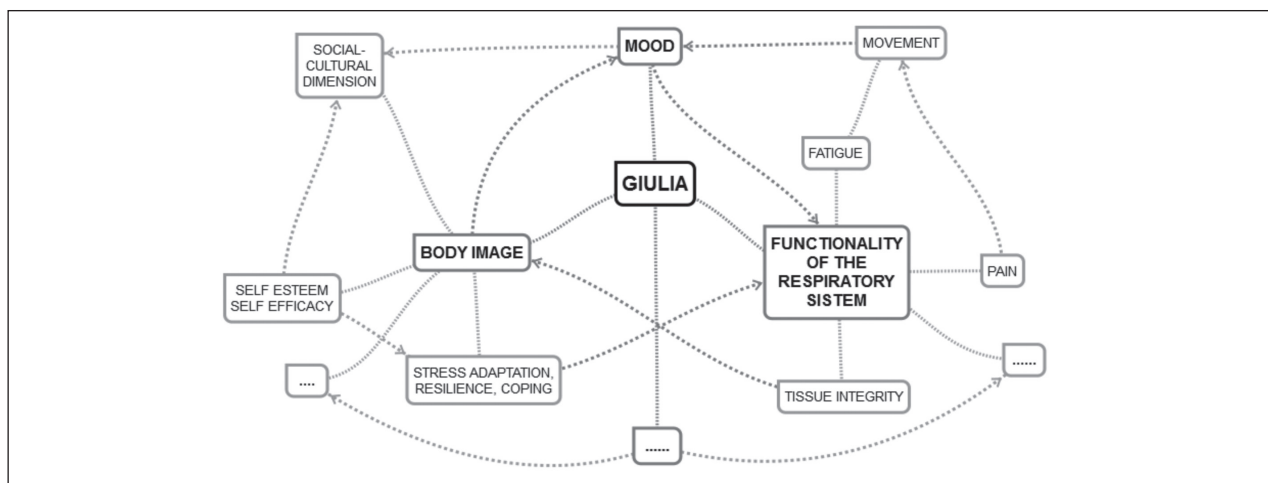 SOCIAL-
CULTURAL
DIMENSION
MOOD
MOVEMENT
FATIGUE
GIULIA
BODY IMAGE
FUNCTIONALITY
OF THE
RESPIRATORY
SISTEM
PAIN
SELF ESTEEM
SELF EFFICACY
....
STRESS ADAPTATION,
RESILIENCE, COPING
TISSUE INTEGRITY
......
......